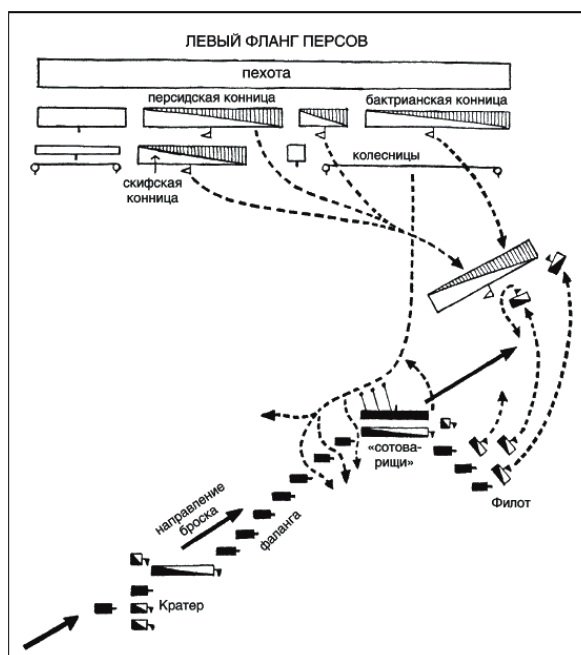 ЛЕВЫЙ ФЛАНГ ПЕРСОВ
пехота
персидская конница
бактрианская конница
скифская
конница
колесницы
«сотова-
рищи»
Филот
направление
броска
фаланга
Кратер